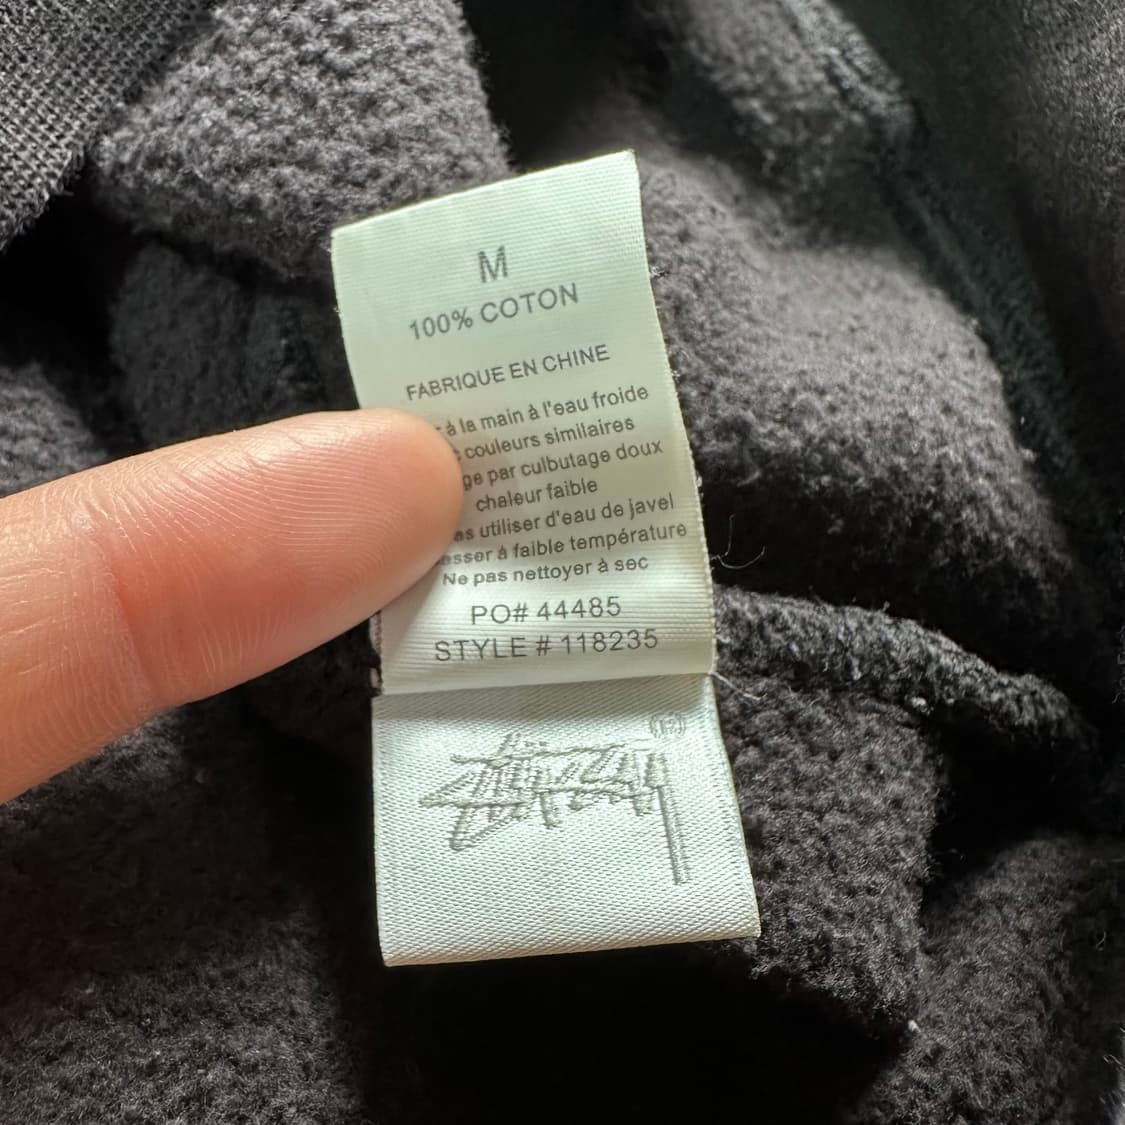 M
100% COTON
FABRIQUE EN CHINE
à la main à l'eau froide
couleurs similaires
par culbutage doux
chaleur faible
utiliser d'eau de javel
à faible température
Ne pas nettoyer à sec
PO# 44485
STYLE # 118235
Stüssy